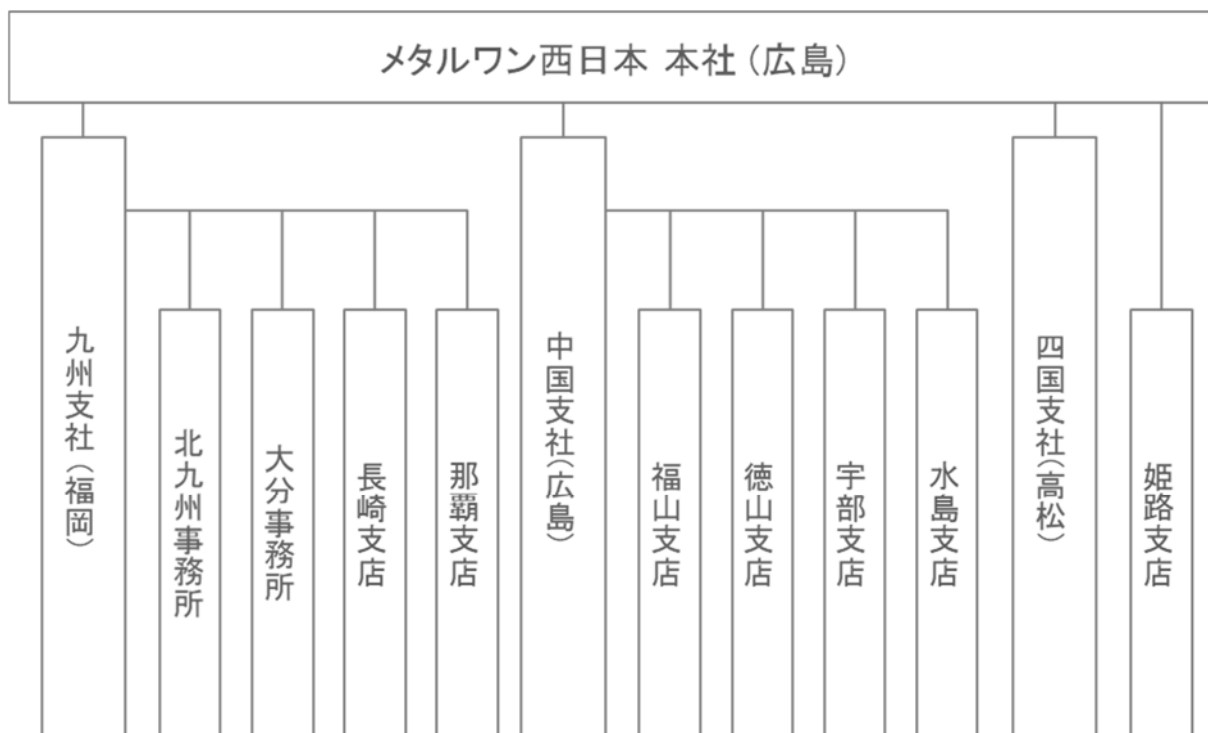 メタルワン西日本 本社（広島）
九州支社（福岡）
北九州事務所
大分事務所
長崎支店
那覇支店
中国支社（広島）
福山支店
徳山支店
宇部支店
水島支店
四国支社（高松）
姫路支店